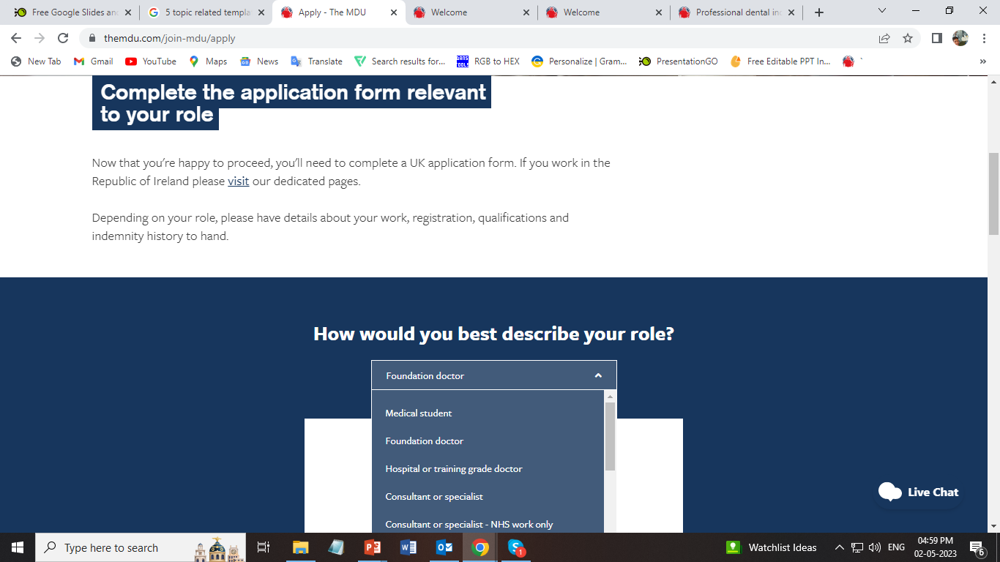 Free Google Slides an
5 topic related templa
Apply - The MDU
Welcome
Welcome
Professional dental in
themdu.com/join-mdu/apply
New Tab
Gmail
YouTube
Maps
News
Translate
Search results for...
DANS TOOLS
RGB to HEX
Personalize | Gram...
PresentationGO
Free Editable PPT In...
`
»
Complete the application form relevant
to your role
Now that you're happy to proceed, you'll need to complete a UK application form. If you work in the
Republic of Ireland please visit our dedicated pages.
Depending on your role, please have details about your work, registration, qualifications and
indemnity history to hand.
How would you best describe your role?
Foundation doctor
Medical student
Foundation doctor
Hospital or training grade doctor
Consultant or specialist
Consultant or specialist - NHS work only
Live Chat
Type here to search
Watchlist Ideas
ENG
04:59 PM
02-05-2023
6
1